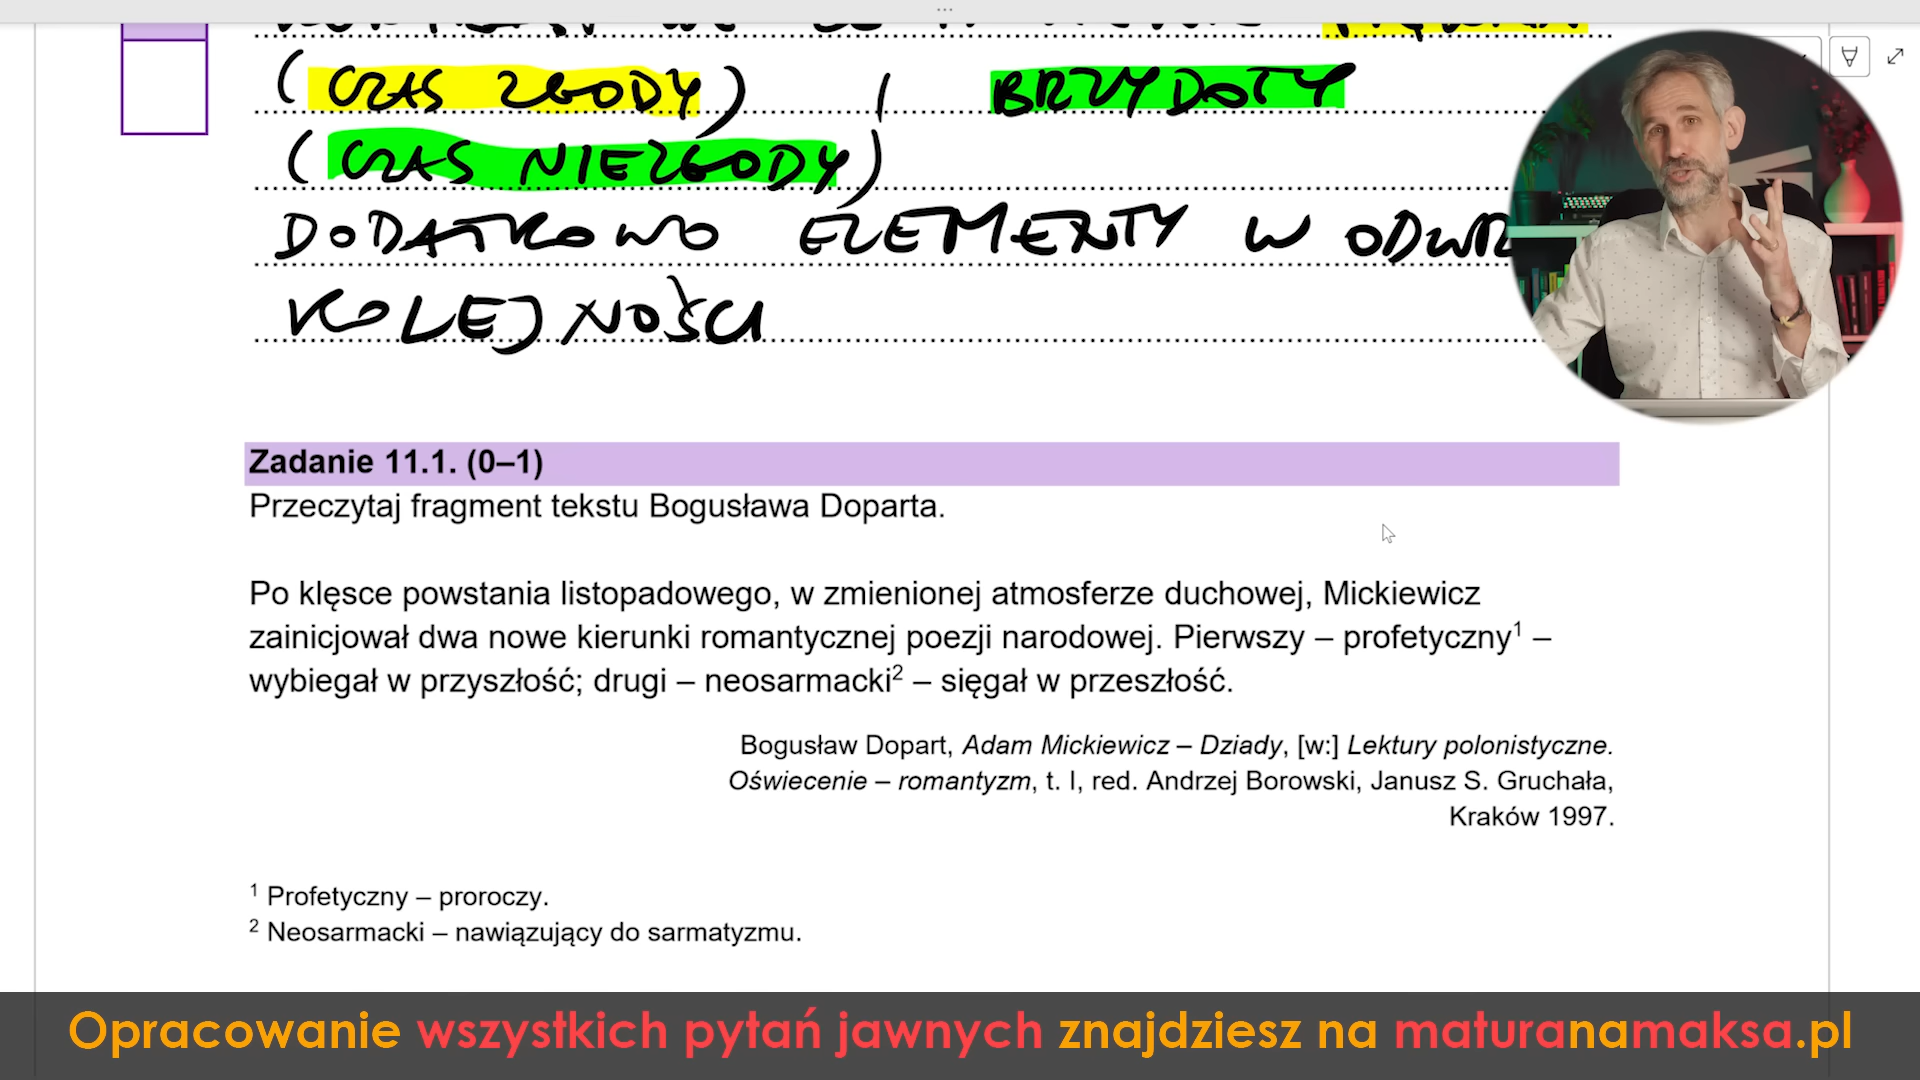 (CZAS ZGODY) I BRZYDOTY
(CZAS NIEZGODY)
DODATKOWO ELEMENTY W ODWR
KOLEJNOŚCI
Zadanie 11.1. (0–1)
Przeczytaj fragment tekstu Bogusława Doparta.
Po klęsce powstania listopadowego, w zmienionej atmosferze duchowej, Mickiewicz
zainicjował dwa nowe kierunki romantycznej poezji narodowej. Pierwszy – profetyczny¹ –
wybiegał w przyszłość; drugi – neosarmacki² – sięgał w przeszłość.
Bogusław Dopart, Adam Mickiewicz – Dziady, [w:] Lektury polonistyczne.
Oświecenie – romantyzm, t. I, red. Andrzej Borowski, Janusz S. Gruchała,
Kraków 1997.
¹ Profetyczny – proroczy.
² Neosarmacki – nawiązujący do sarmatyzmu.
Opracowanie wszystkich pytań jawnych znajdziesz na maturanamaksa.pl